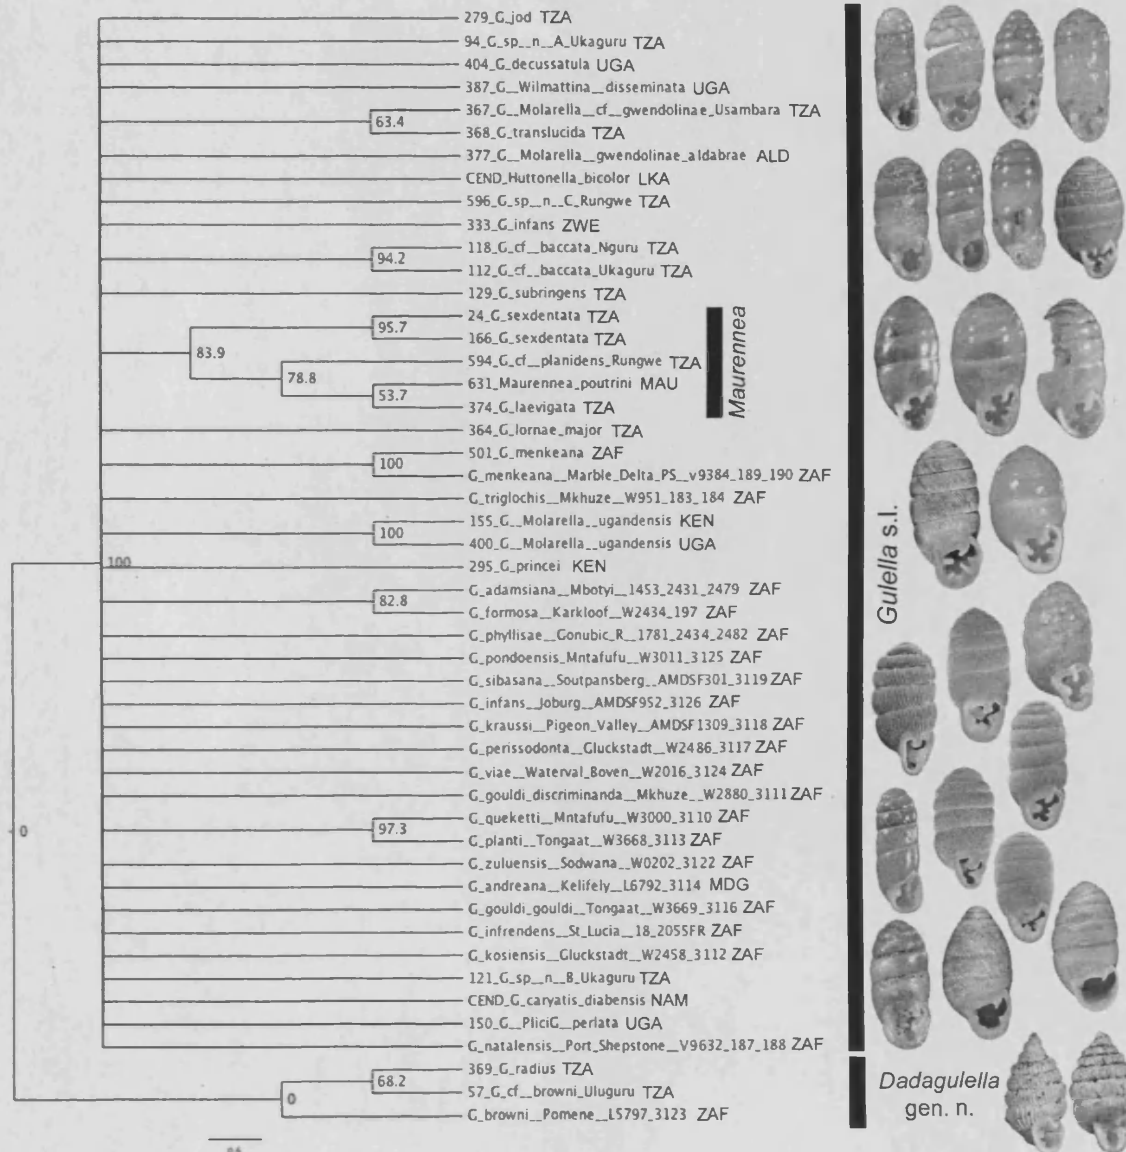 279_G_jod TZA
94_G_sp__n__A_Ukaguru TZA
404_G_decussatula UGA
387_G__Wilmattina__disseminata UGA
367_G__Molarella__cf__gwendolinae_Usambara TZA
63.4
368_G_translucida TZA
377_G__Molarella__gwendolinae_aldabrae ALD
CEND_Huttonella_bicolor LKA
596_G_sp__n__C_Rungwe TZA
333_G_infans ZWE
118_G_cf__baccata_Nguru TZA
94.2
112_G_cf__baccata_Ukaguru TZA
129_G_subringens TZA
24_G_sexdentata TZA
95.7
166_G_sexdentata TZA
83.9
594_G_cf__planidens_Rungwe TZA
78.8
631_Maurennea_poutrini MAU
53.7
374_G_laevigata TZA
Maurennea
364_G_lornae_major TZA
501_G_menkeana ZAF
100
G_menkeana__Marble_Delta_PS__v9384_189_190 ZAF
G_triglochis__Mkhuze__W951_183_184 ZAF
155_G__Molarella__ugandensis KEN
100
400_G__Molarella__ugandensis UGA
100
295_G_princei KEN
G_adamsiana__Mbotyi__1453_2431_2479 ZAF
82.8
G_formosa__Karkloof__W2434_197 ZAF
G_phyllisae__Gonubic_R__1781_2434_2482 ZAF
G_pondoensis_Mntafufu__W3011_3125 ZAF
G_sibasana__Soutpansberg__AMDSF301_3119 ZAF
G_infans__Joburg__AMDSF952_3126 ZAF
G_kraussi__Pigeon_Valley__AMDSF1309_3118 ZAF
G_perissodonta__Gluckstadt__W2486_3117 ZAF
G_viae__Waterval_Boven__W2016_3124 ZAF
G_gouldi_discriminanda__Mkhuze__W2880_3111 ZAF
G_queketti__Mntafufu__W3000_3110 ZAF
97.3
G_planti__Tongaat__W3668_3113 ZAF
0
G_zuluensis__Sodwana__W0202_3122 ZAF
G_andreana__Kelifely__L6792_3114 MDG
G_gouldi_gouldi__Tongaat__W3669_3116 ZAF
G_infrendens__St_Lucia__18_205SFR ZAF
G_kosiensis__Gluckstadt__W2458_3112 ZAF
121_G_sp__n__B_Ukaguru TZA
CEND_G_caryatis_diabensis NAM
150_G__PliciG__perlata UGA
G_natalensis__Port_Shepstone__V9632_187_188 ZAF
Gulella s.l.
369_G_radius TZA
68.2
57_G_cf__browni_Uluguru TZA
0
G_browni__Pomene__L5797_3123 ZAF
Dadagulella
gen. n.